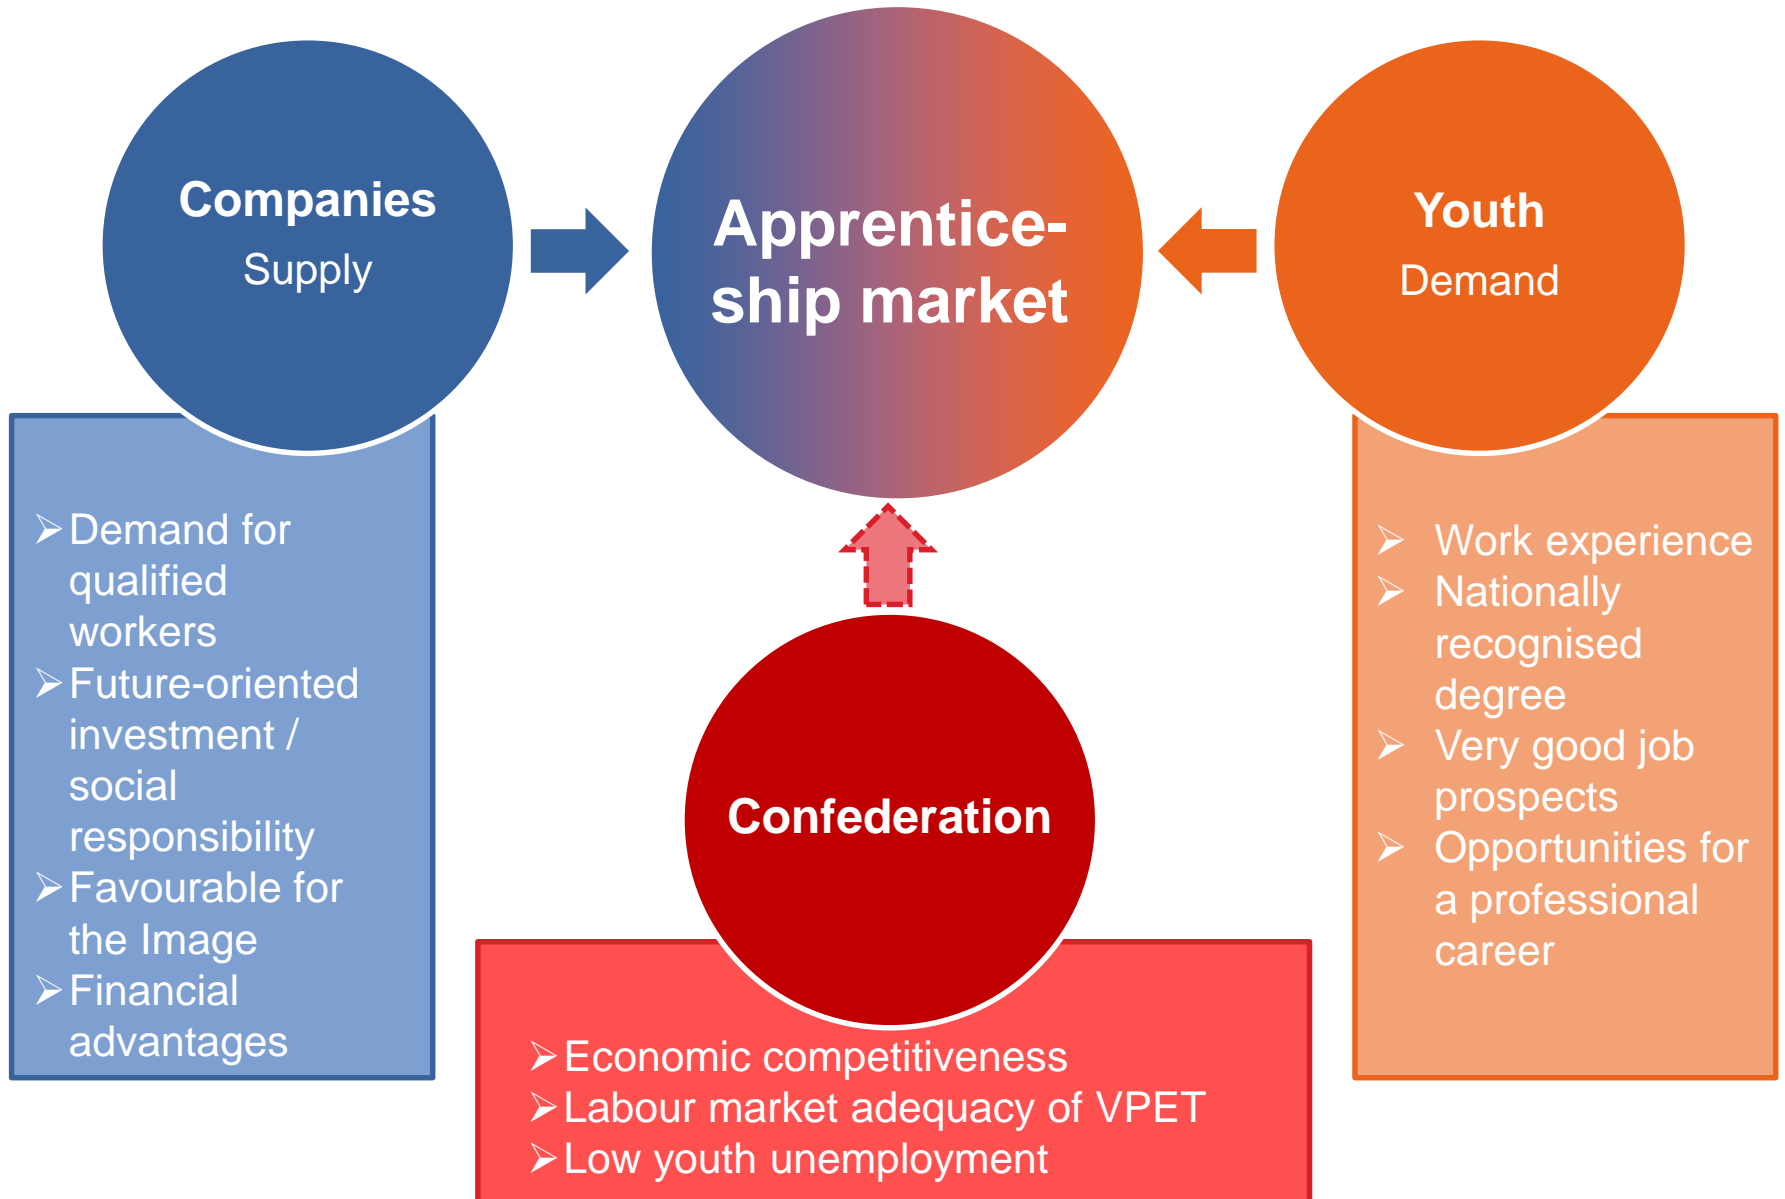 Companies
Supply
Apprentice-
ship market
Youth
Demand
➢Demand for
qualified
workers
➢Future-oriented
investment /
social
responsibility
➢Favourable for
the Image
➢Financial
advantages
Confederation
➢Economic competitiveness
➢Labour market adequacy of VPET
➢Low youth unemployment
➢ Work experience
➢ Nationally
recognised
degree
➢ Very good job
prospects
➢ Opportunities for
a professional
career